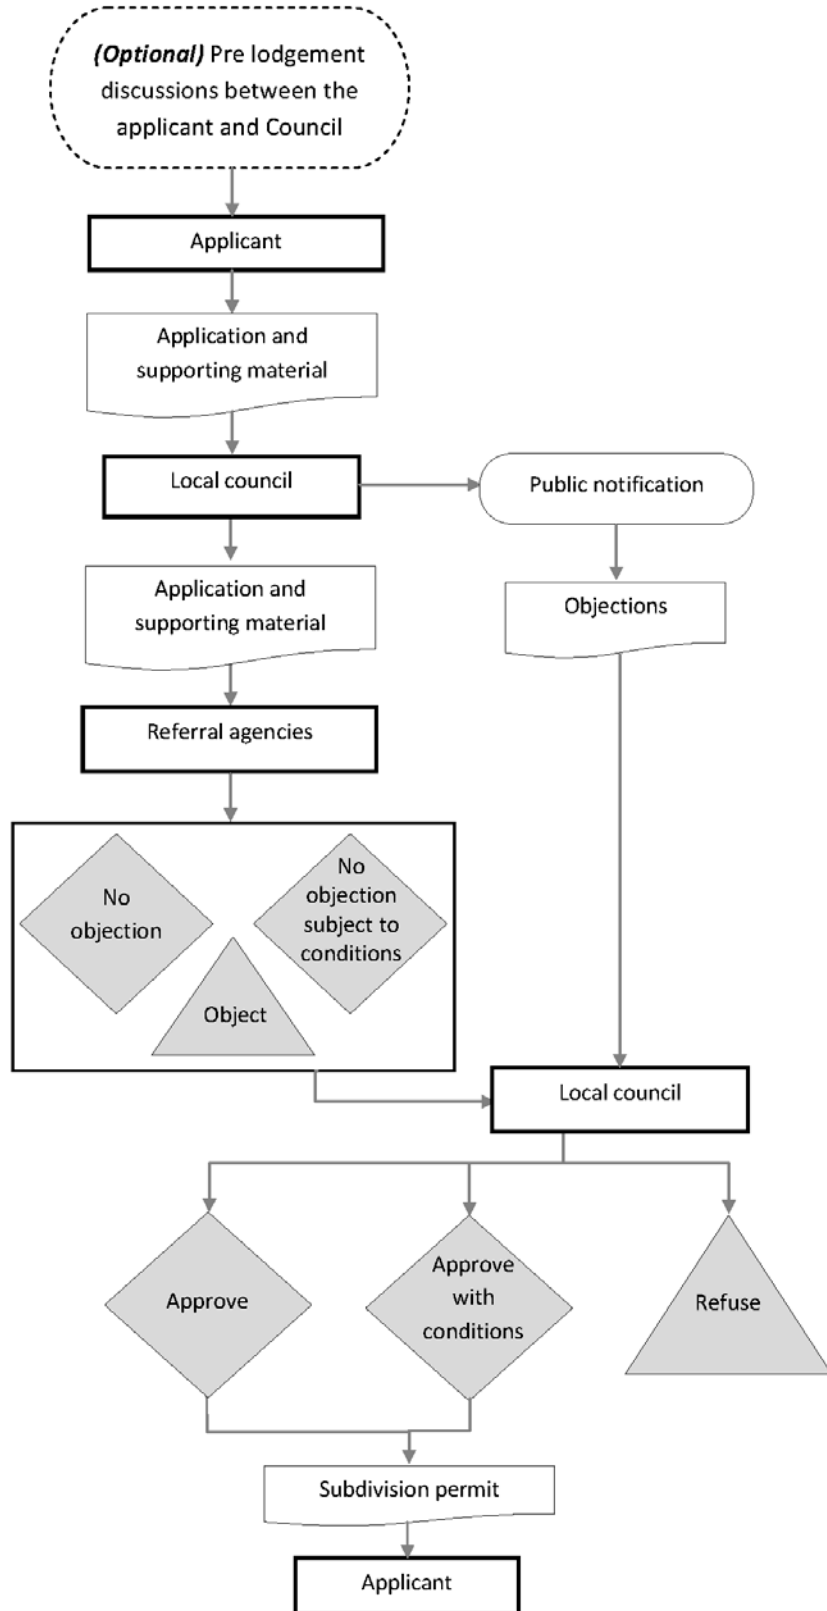 (Optional) Pre lodgement
discussions between the
applicant and Council
Applicant
Application and
supporting material
Local council
Public notification
Application and
supporting material
Objections
Referral agencies
No
objection
No
objection
subject to
conditions
Object
Local council
Approve
Approve
with
conditions
Refuse
Subdivision permit
Applicant